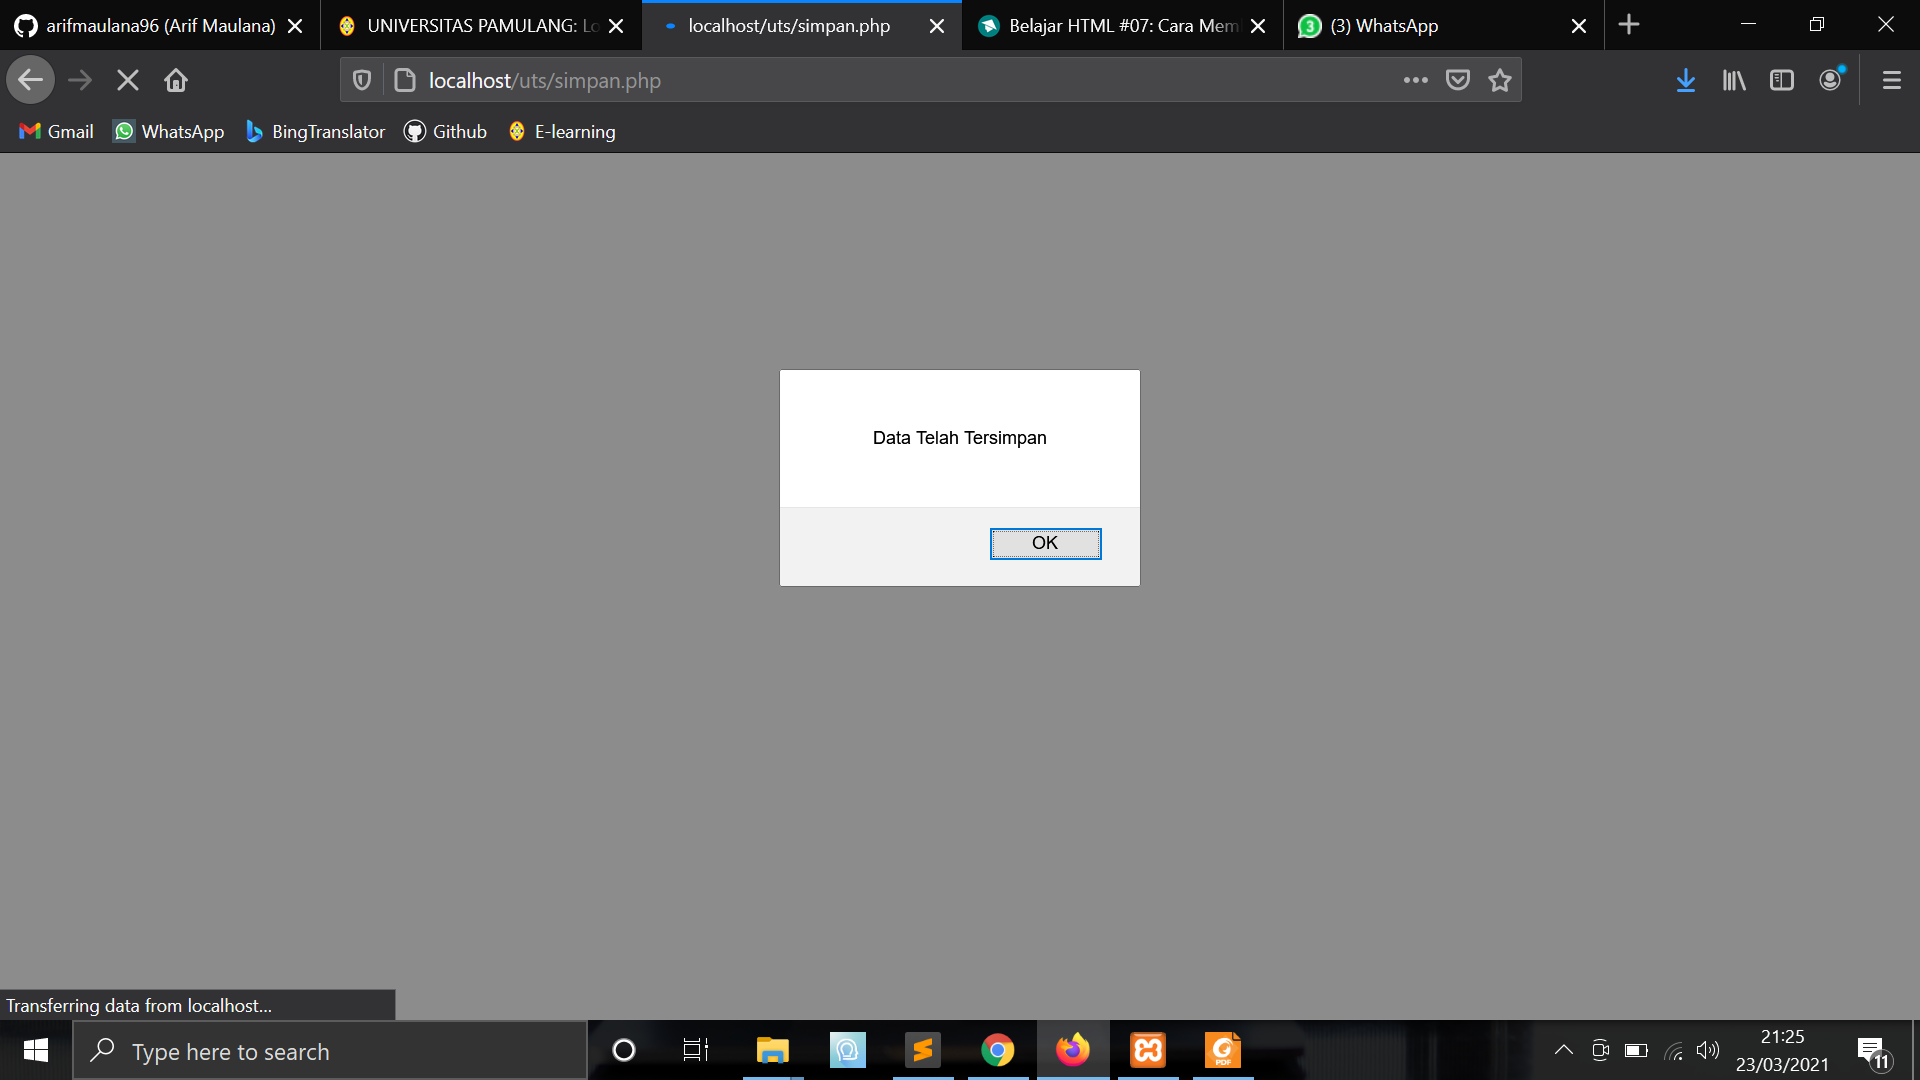 arifmaulana96 (Arif Maulana)
UNIVERSITAS PAMULANG: Lo
localhost/uts/simpan.php
Belajar HTML #07: Cara Mem
3
(3) WhatsApp
localhost/uts/simpan.php
Gmail
WhatsApp
BingTranslator
Github
E-learning
Data Telah Tersimpan
OK
Transferring data from localhost...
Type here to search
PDF
21:25
23/03/2021
11